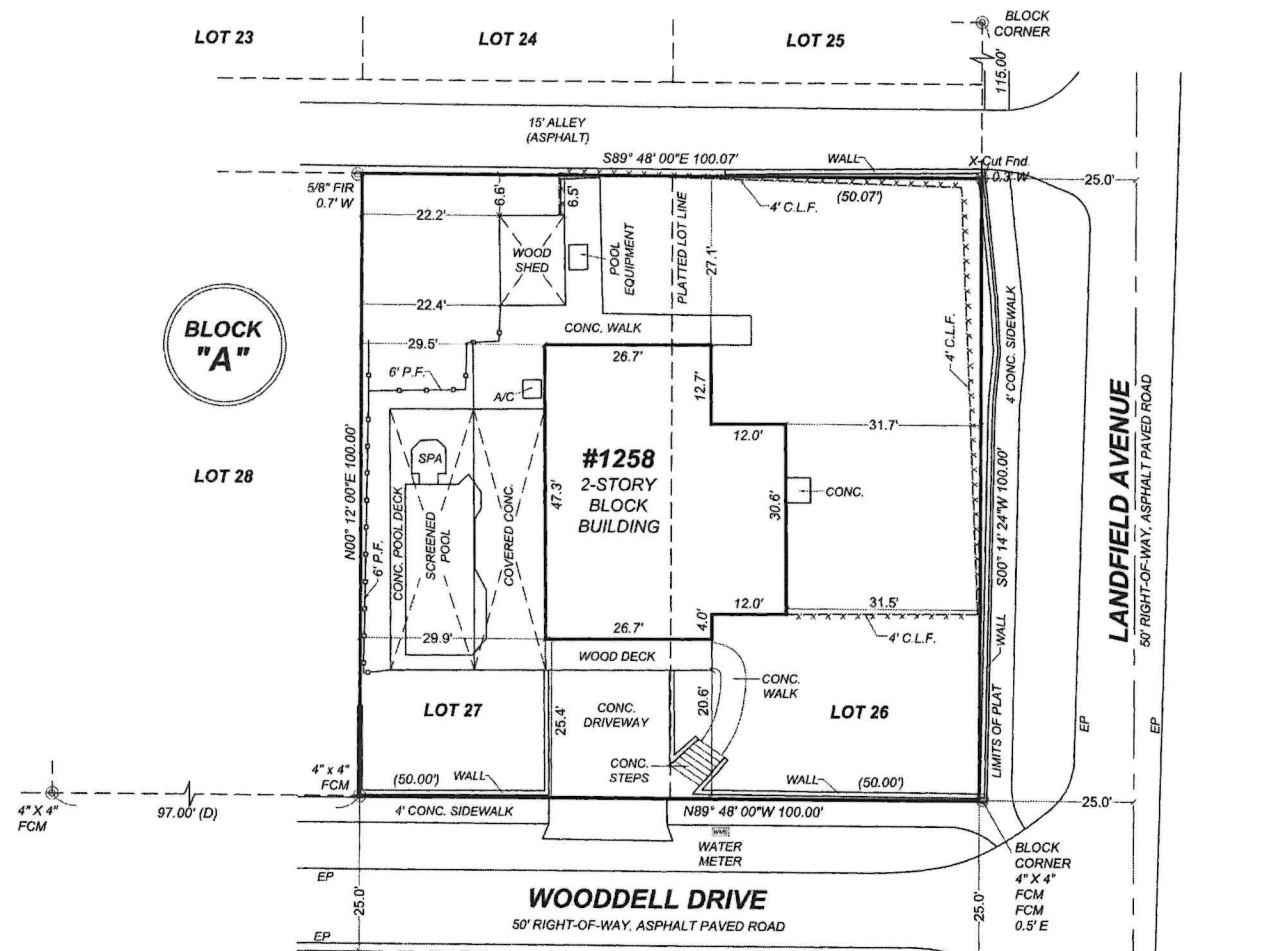 LOT 23
LOT 24
LOT 25
BLOCK
CORNER
115.00'
15' ALLEY
(ASPHALT)
S89° 48' 00"E 100.07'
WALL
X-Cut Fnd.
0.3' W
25.0'
5/8" FIR
0.7' W
6.6'
6.5'
4' C.L.F.
(50.07')
22.2'
WOOD
SHED
POOL
EQUIPMENT
PLATTED LOT LINE
27.1'
22.4'
CONC. WALK
4' C.L.F.
4' CONC. SIDEWALK
BLOCK
"A"
29.5'
26.7'
6' P.F.
A/C
12.7'
12.0'
31.7'
LOT 28
N00° 12' 00"E 100.00'
SPA
#1258
2-STORY
BLOCK
BUILDING
47.3'
30.6'
CONC.
CONC. POOL DECK
SCREENED
POOL
COVERED CONC.
6' P.F.
S00° 14' 24"W 100.00'
LANDFIELD AVENUE
50' RIGHT-OF-WAY, ASPHALT PAVED ROAD
12.0'
31.5'
4.0'
4' C.L.F.
WALL
29.9'
26.7'
WOOD DECK
CONC.
WALK
LOT 27
CONC.
DRIVEWAY
25.4'
20.6'
LOT 26
LIMITS OF PLAT
EP
EP
4" x 4"
FCM
(50.00')
WALL
CONC.
STEPS
WALL
(50.00')
25.0'
4" X 4"
FCM
97.00' (D)
4' CONC. SIDEWALK
N89° 48' 00"W 100.00'
WM
WATER
METER
BLOCK
CORNER
4" X 4"
FCM
FCM
0.5' E
EP
25.0'
WOODDELL DRIVE
50' RIGHT-OF-WAY, ASPHALT PAVED ROAD
25.0'
EP